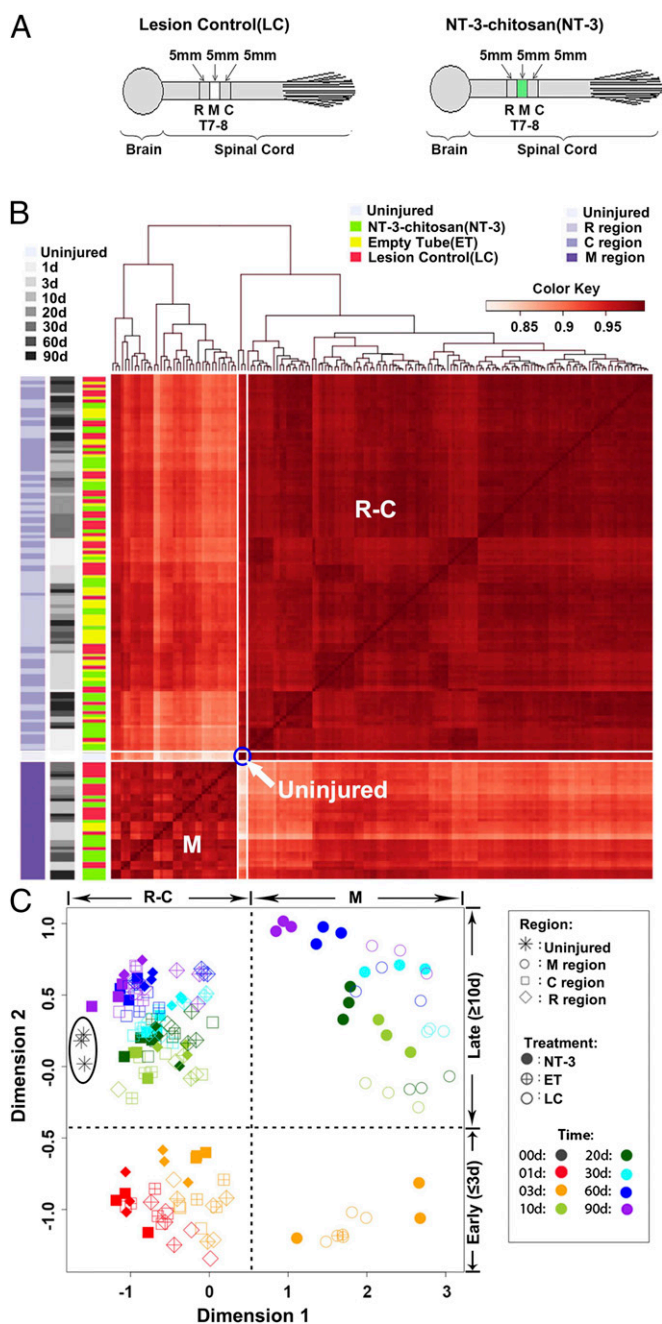 A
Lesion Control(LC)
NT-3-chitosan(NT-3)
5mm 5mm 5mm
5mm 5mm 5mm
R M C
R M C
T7-8
T7-8
Brain
Spinal Cord
Brain
Spinal Cord
B
Uninjured
1d
3d
10d
20d
30d
60d
90d
Uninjured
NT-3-chitosan(NT-3)
Empty Tube(ET)
Lesion Control(LC)
Uninjured
R region
C region
M region
Color Key
0.85 0.9 0.95
R-C
Uninjured
M
C
R-C
M
1.0
0.5
0.0
-0.5
-1.0
Dimension 2
-1 0 1 2 3
Dimension 1
Late (≥10d)
Early (≤3d)
Region:
: Uninjured
: M region
: C region
: R region
Treatment:
: NT-3
: ET
: LC
Time:
00d: 20d:
01d: 30d:
03d: 60d:
10d: 90d: